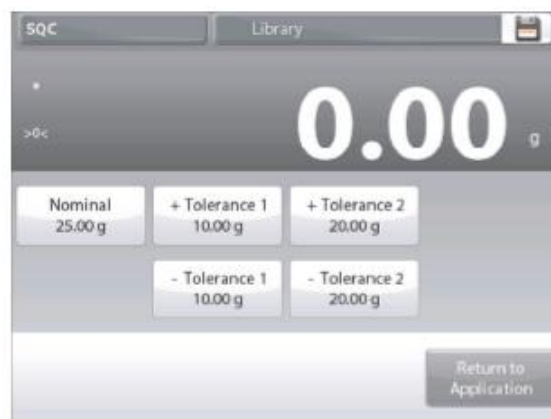 SQC
Library
0.00
>0<
g
Nominal
25.00 g
+ Tolerance 1
10.00 g
+ Tolerance 2
20.00 g
- Tolerance 1
10.00 g
- Tolerance 2
20.00 g
Return to
Application